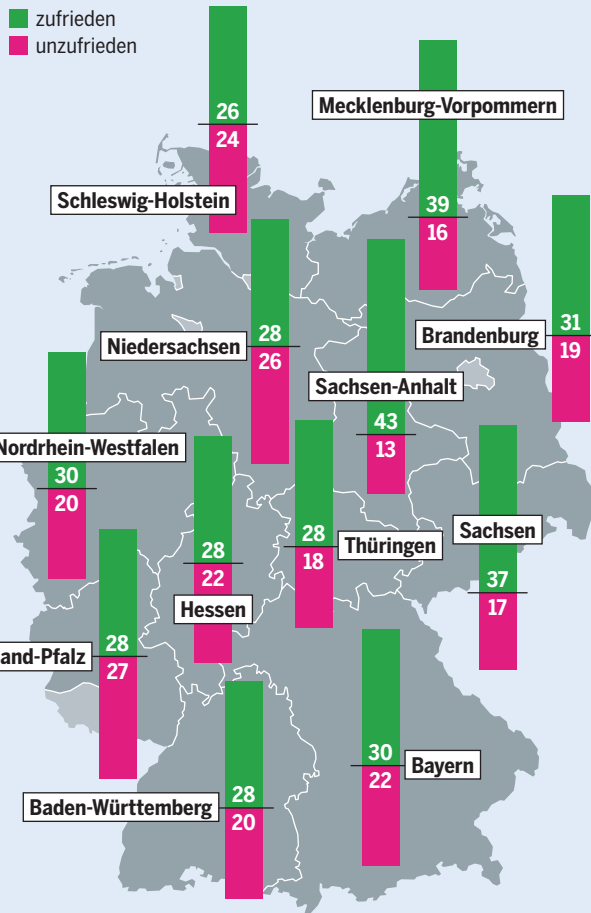 zufrieden
unzufrieden
26
24
Schleswig-Holstein
Mecklenburg-Vorpommern
39
16
Niedersachsen
28
26
Brandenburg
31
19
Sachsen-Anhalt
43
13
Nordrhein-Westfalen
30
20
28
22
Hessen
28
18
Thüringen
Sachsen
37
17
and-Pfalz
28
27
30
22
Bayern
Baden-Württemberg
28
20